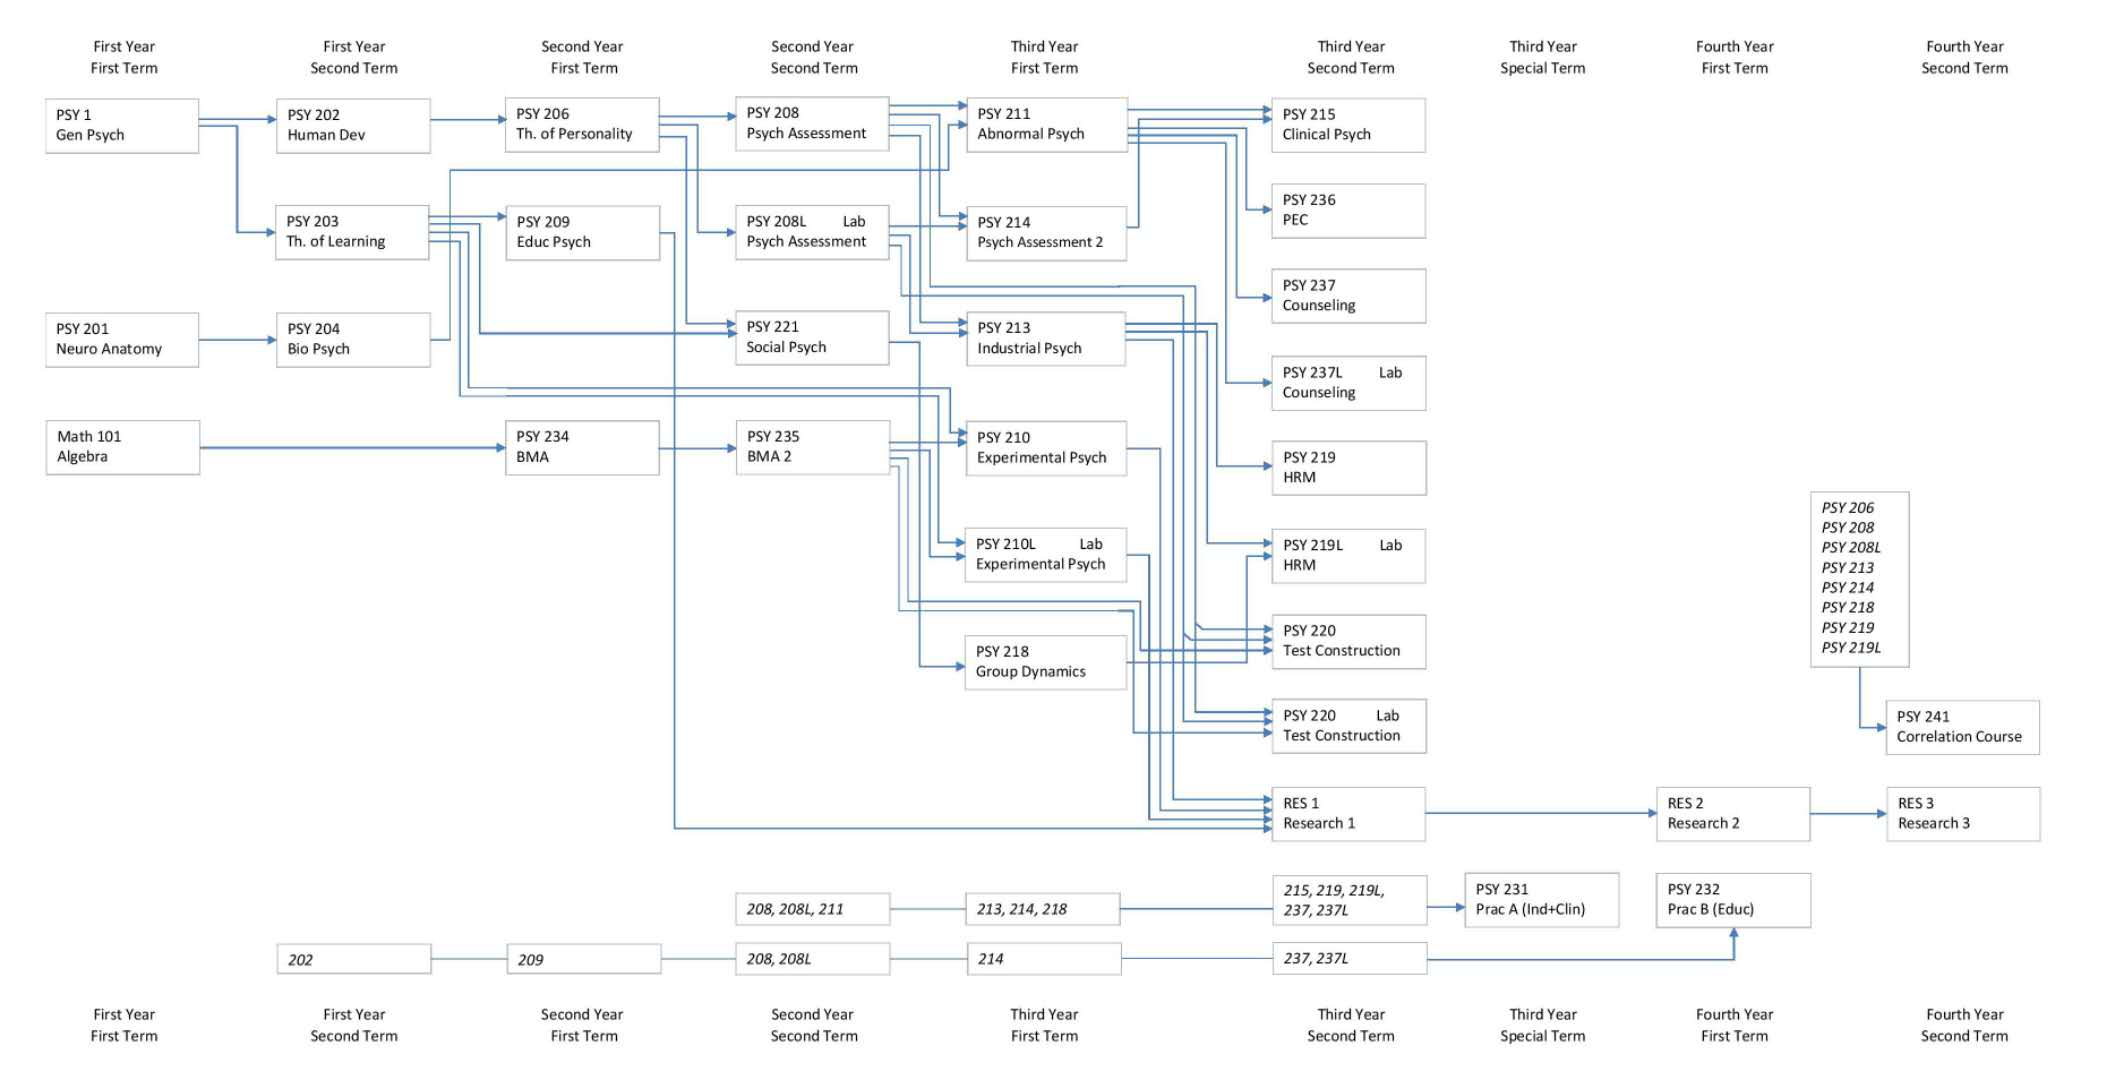 First Year
First Term
First Year
Second Term
Second Year
First Term
Second Year
Second Term
Third Year
First Term
Third Year
Second Term
Third Year
Special Term
Fourth Year
First Term
Fourth Year
Second Term
PSY 1
Gen Psych
PSY 202
Human Dev
PSY 206
Th. of Personality
PSY 208
Psych Assessment
PSY 211
Abnormal Psych
PSY 215
Clinical Psych
PSY 236
PEC
PSY 203
Th. of Learning
PSY 209
Educ Psych
PSY 208L Lab
Psych Assessment
PSY 214
Psych Assessment 2
PSY 237
Counseling
PSY 201
Neuro Anatomy
PSY 204
Bio Psych
PSY 221
Social Psych
PSY 213
Industrial Psych
PSY 237L Lab
Counseling
Math 101
Algebra
PSY 234
BMA
PSY 235
BMA 2
PSY 210
Experimental Psych
PSY 219
HRM
PSY 210L Lab
Experimental Psych
PSY 219L Lab
HRM
PSY 206
PSY 208
PSY 208L
PSY 213
PSY 214
PSY 218
PSY 219
PSY 219L
PSY 218
Group Dynamics
PSY 220
Test Construction
PSY 220 Lab
Test Construction
PSY 241
Correlation Course
RES 1
Research 1
RES 2
Research 2
RES 3
Research 3
208, 208L, 211
213, 214, 218
215, 219, 219L,
237, 237L
PSY 231
Prac A (Ind+Clin)
PSY 232
Prac B (Educ)
202
209
208, 208L
214
237, 237L
First Year
First Term
First Year
Second Term
Second Year
First Term
Second Year
Second Term
Third Year
First Term
Third Year
Second Term
Third Year
Special Term
Fourth Year
First Term
Fourth Year
Second Term